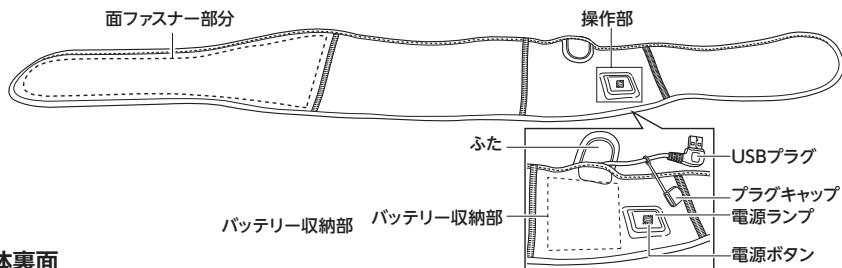 面ファスナー部分
操作部
ふた
USBプラグ
プラグキャップ
バッテリー収納部
バッテリー収納部
電源ランプ
電源ボタン
体裏面